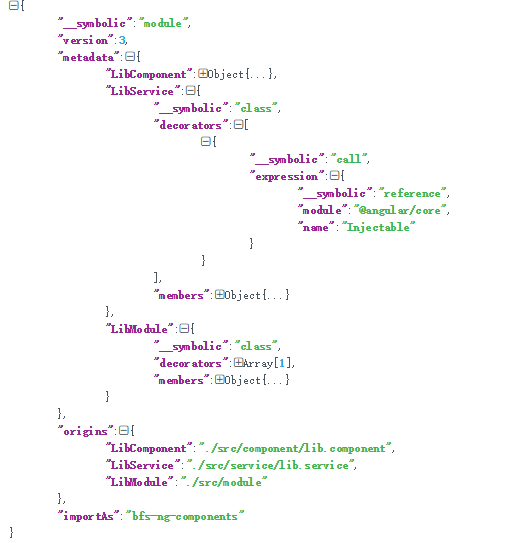 {
"__symbolic":"module",
"version":3,
"metadata":{
"LibComponent":Object{...},
"LibService":{
"__symbolic":"class",
"decorators":[
{
"__symbolic":"call",
"expression":{
"__symbolic":"reference",
"module":"@angular/core",
"name":"Injectable"
}
}
],
"members":Object{...}
},
"LibModule":{
"__symbolic":"class",
"decorators":Array[1],
"members":Object{...}
}
},
"origins":{
"LibComponent":"./src/component/lib.component",
"LibService":"./src/service/lib.service",
"LibModule":"./src/module"
},
"importAs":"bfs-ng-components"
}